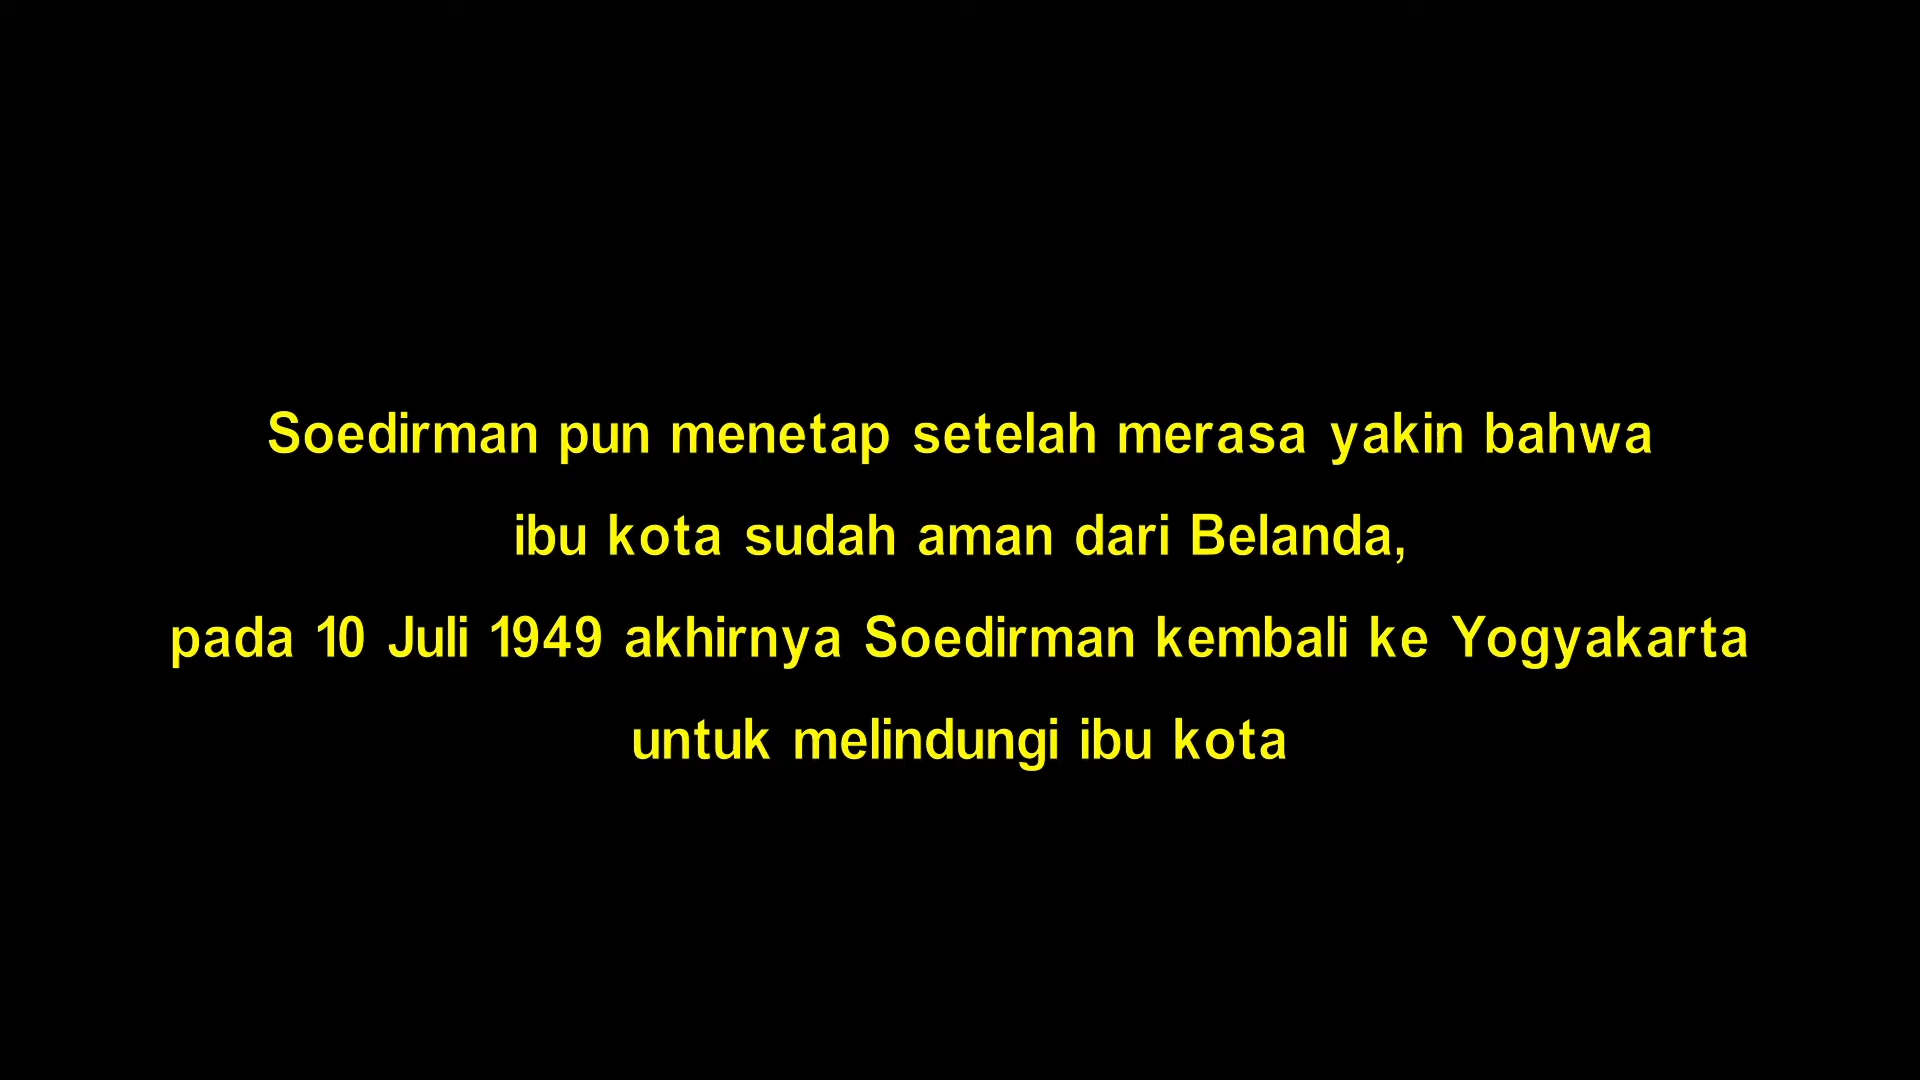 Soedirman pun menetap setelah merasa yakin bahwa
ibu kota sudah aman dari Belanda,
pada 10 Juli 1949 akhirnya Soedirman kembali ke Yogyakarta
untuk melindungi ibu kota